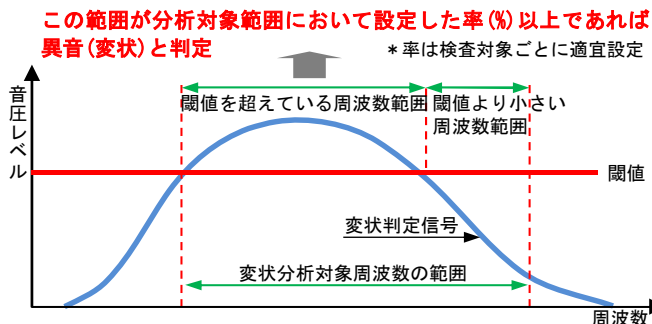 この範囲が分析対象範囲において設定した率(%)以上であれば
異音(変状)と判定
*率は検査対象ごとに適宜設定
音圧レベル
閾値を超えている周波数範囲
閾値より小さい
周波数範囲
閾値
変状判定信号
変状分析対象周波数の範囲
周波数